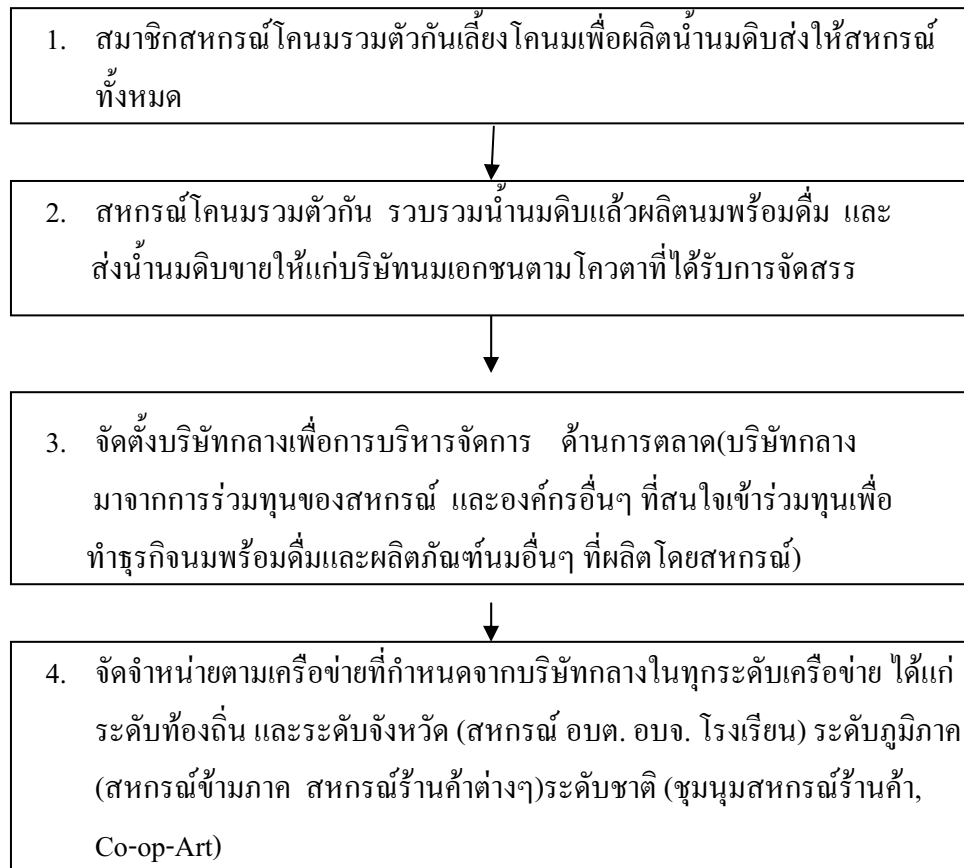 1. สมาชิกสหกรณ์โคนมรวมตัวกันเลี้ยงโคนมเพื่อผลิตน้ำนมดิบส่งให้สหกรณ์
ทั้งหมด
2. สหกรณ์โคนมรวมตัวกัน รวบรวมน้ำนมดิบแล้วผลิตนมพร้อมดื่ม และ
ส่งน้ำนมดิบขายให้แก่บริษัทนมเอกชนตามโควตาที่ได้รับการจัดสรร
3. จัดตั้งบริษัทกลางเพื่อการบริหารจัดการ ด้านการตลาด(บริษัทกลาง
มาจากการร่วมทุนของสหกรณ์ และองค์กรอื่นๆ ที่สนใจเข้าร่วมทุนเพื่อ
ทำธุรกิจนมพร้อมดื่มและผลิตภัณฑ์นมอื่นๆ ที่ผลิตโดยสหกรณ์)
4. จัดจำหน่ายตามเครือข่ายที่กำหนดจากบริษัทกลางในทุกระดับเครือข่าย ได้แก่
ระดับท้องถิ่น และระดับจังหวัด (สหกรณ์ อบต. อบจ. โรงเรียน) ระดับภูมิภาค
(สหกรณ์ข้ามภาค สหกรณ์ร้านค้าต่างๆ)ระดับชาติ (ชุมนุมสหกรณ์ร้านค้า,
Co-op-Art)